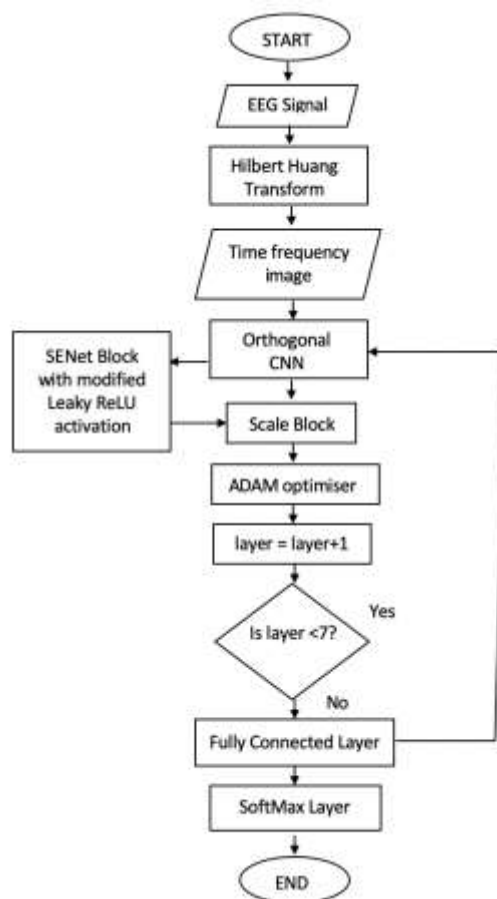 START
EEG Signal
Hilbert Huang
Transform
Time frequency
image
Orthogonal
CNN
SENet Block
with modified
Leaky ReLU
activation
Scale Block
ADAM optimiser
layer = layer+1
Is layer <7?
Yes
No
Fully Connected Layer
SoftMax Layer
END